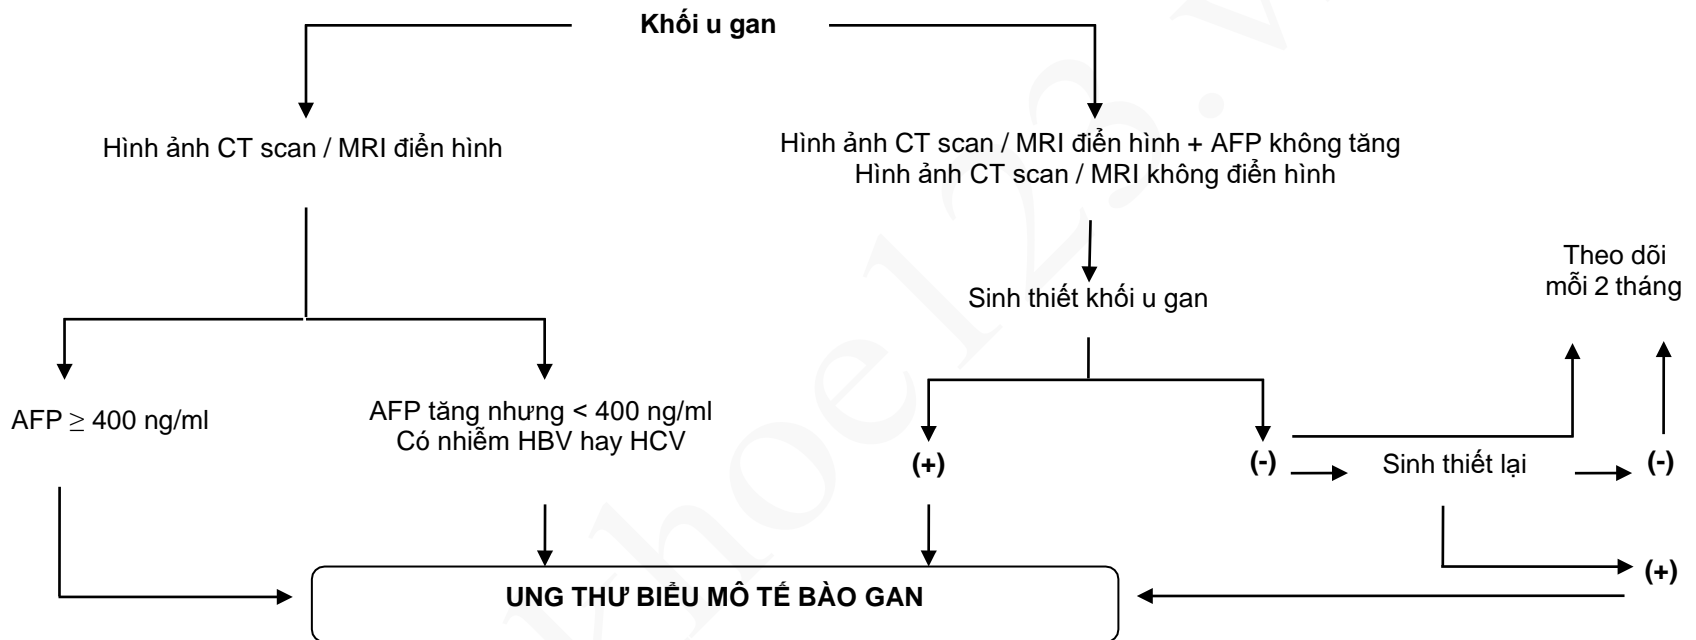 Khối u gan
Hình ảnh CT scan / MRI điển hình
Hình ảnh CT scan / MRI điển hình + AFP không tăng
Hình ảnh CT scan / MRI không điển hình
Theo dõi
mỗi 2 tháng
Sinh thiết khối u gan
AFP ≥ 400 ng/ml
AFP tăng nhưng < 400 ng/ml
Có nhiễm HBV hay HCV
(+)
(-)
Sinh thiết lại
(-)
(+)
UNG THƯ BIỂU MÔ TẾ BÀO GAN
khoe123.v